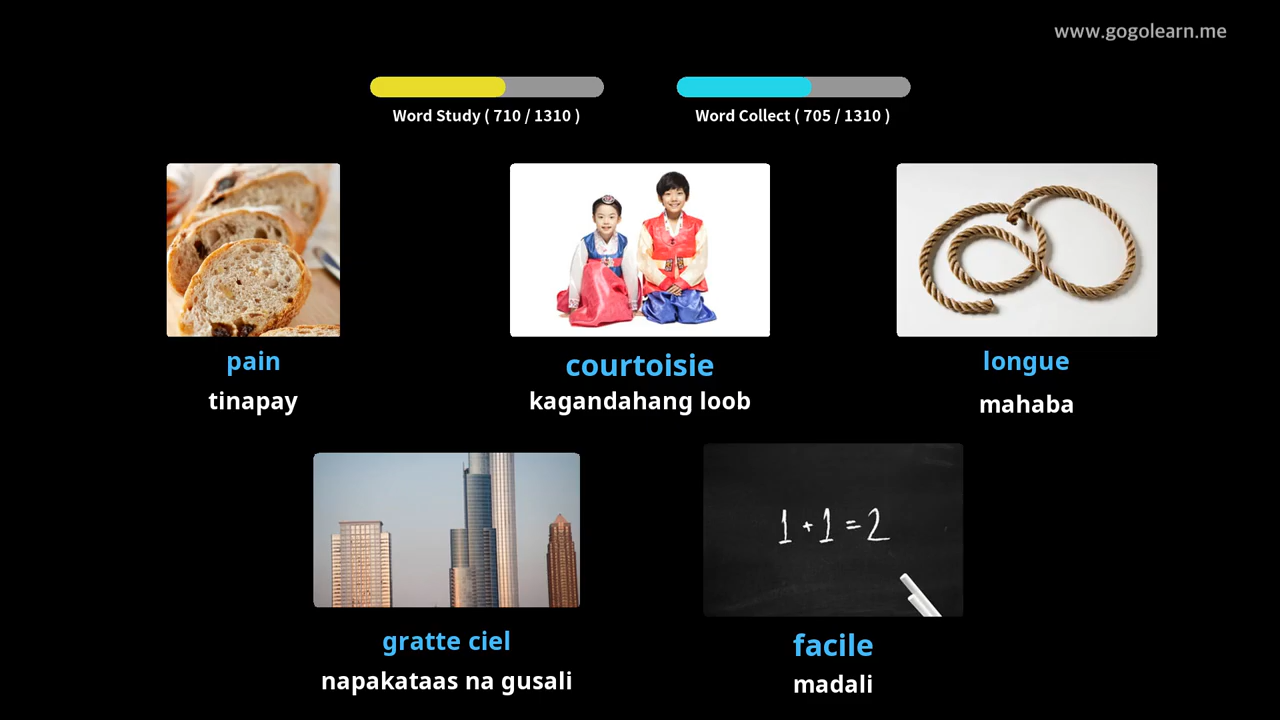 www.gogolearn.me
Word Study ( 710 / 1310 )
Word Collect ( 705 / 1310 )
pain
tinapay
courtoisie
kagandahang loob
longue
mahaba
1 + 1 = 2
gratte ciel
napakataas na gusali
facile
madali